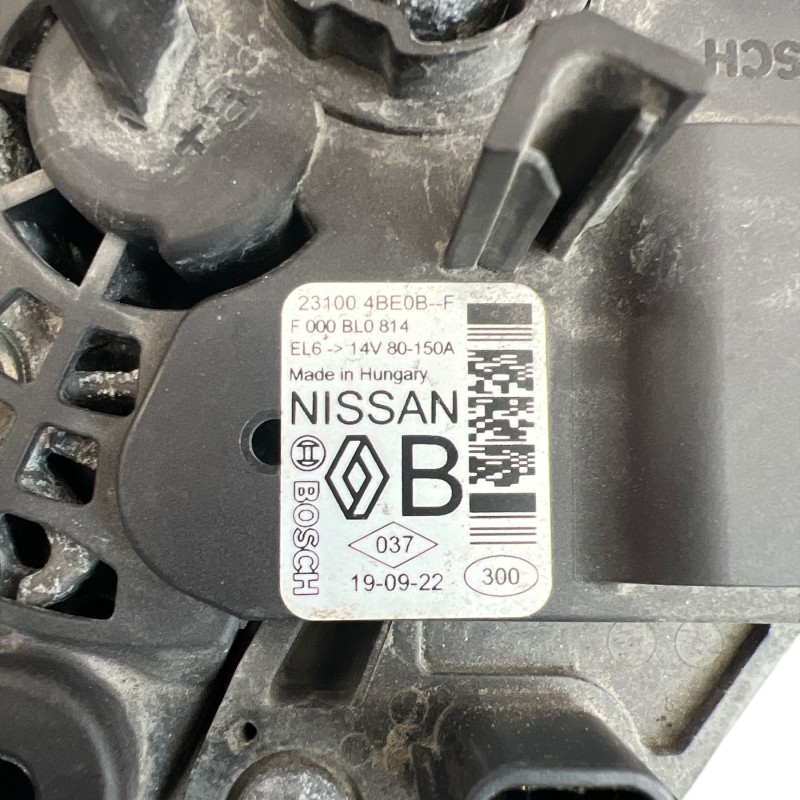 B+
BOSCH
23100 4BE0B--F
F 000 BL0 814
EL6 -> 14V 80-150A
Made in Hungary
NISSAN
BOSCH
B
037
19-09-22
300